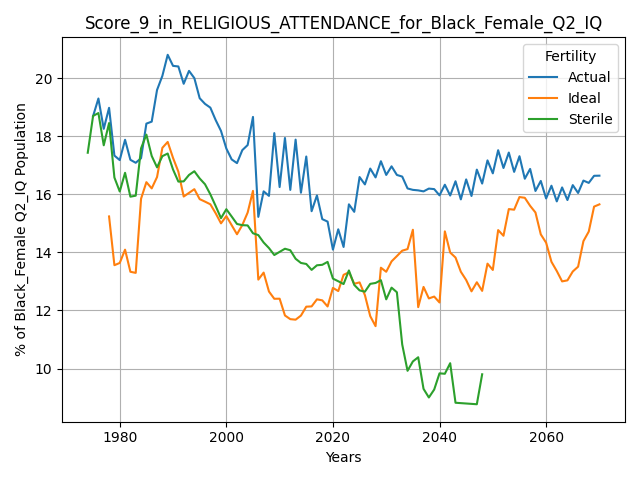 Score_9_in_RELIGIOUS_ATTENDANCE_for_Black_Female_Q2_IQ
Fertility
Actual
Ideal
Sterile
% of Black_Female Q2_IQ Population
20
18
16
14
12
10
1980
2000
2020
2040
2060
Years